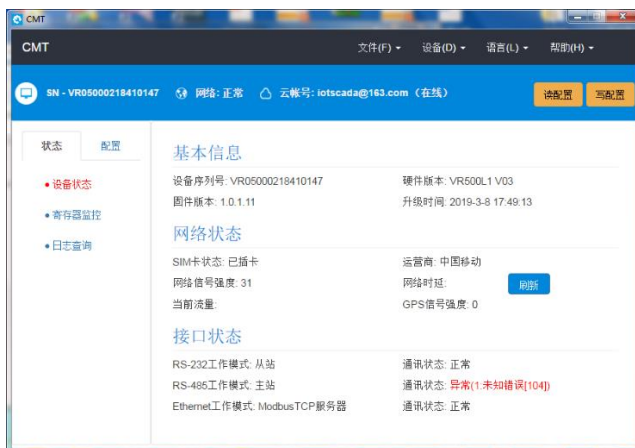 CMT
CMT 文件(F) 设备(D) 语言(L) 帮助(H)
SN - VR05000218410147 网络: 正常 云帐号: iotscada@163.com (在线) 读配置 写配置
状态 配置
设备状态
寄存器监控
日志查询
基本信息
设备序列号: VR05000218410147 硬件版本: VR500L1 V03
固件版本: 1.0.1.11 升级时间: 2019-3-8 17:49:13
网络状态
SIM卡状态: 已插卡 运营商: 中国移动
网络信号强度: 31 网络时延: 刷新
当前流量: GPS信号强度: 0
接口状态
RS-232工作模式: 从站 通讯状态: 正常
RS-485工作模式: 主站 通讯状态: 异常(1:未知错误[104])
Ethernet工作模式: ModbusTCP服务器 通讯状态: 正常